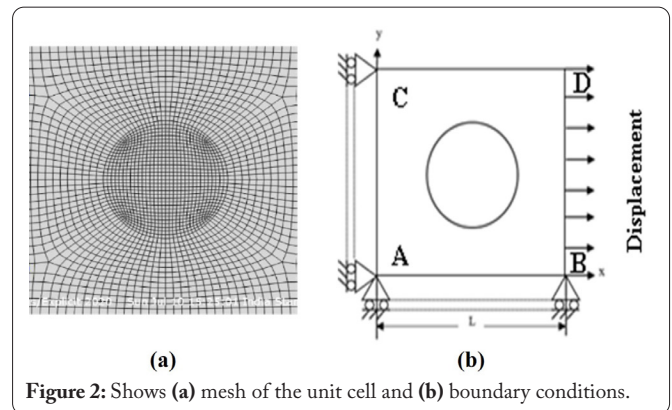 y
C
D
Displacement
A
B
x
L
(a)
(b)
Figure 2: Shows (a) mesh of the unit cell and (b) boundary conditions.